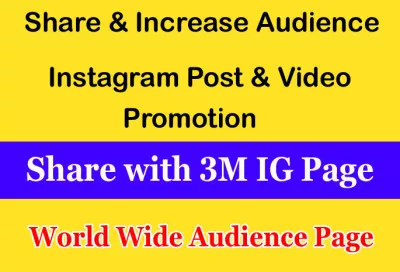 Share & Increase Audience
Instagram Post & Video
Promotion
Share with 3M IG Page
World Wide Audience Page